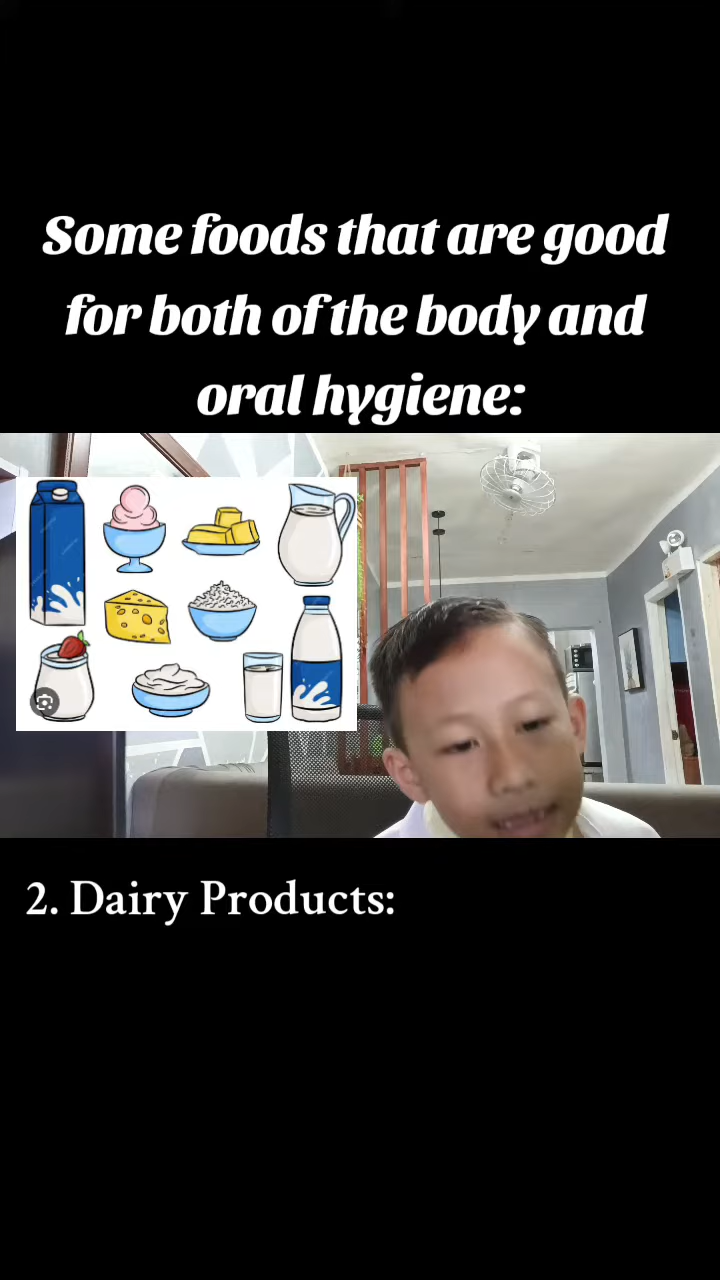 Some foods that are good
for both of the body and
oral hygiene:
2. Dairy Products: